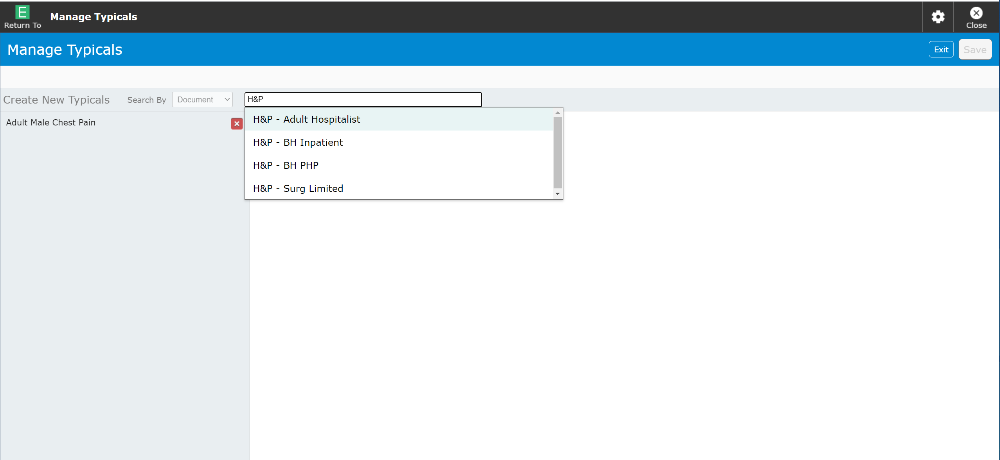 E
Return To
Manage Typicals
Close
Manage Typicals
Exit
Save
Create New Typicals
Search By
Document
H&P
Adult Male Chest Pain
H&P - Adult Hospitalist
H&P - BH Inpatient
H&P - BH PHP
H&P - Surg Limited